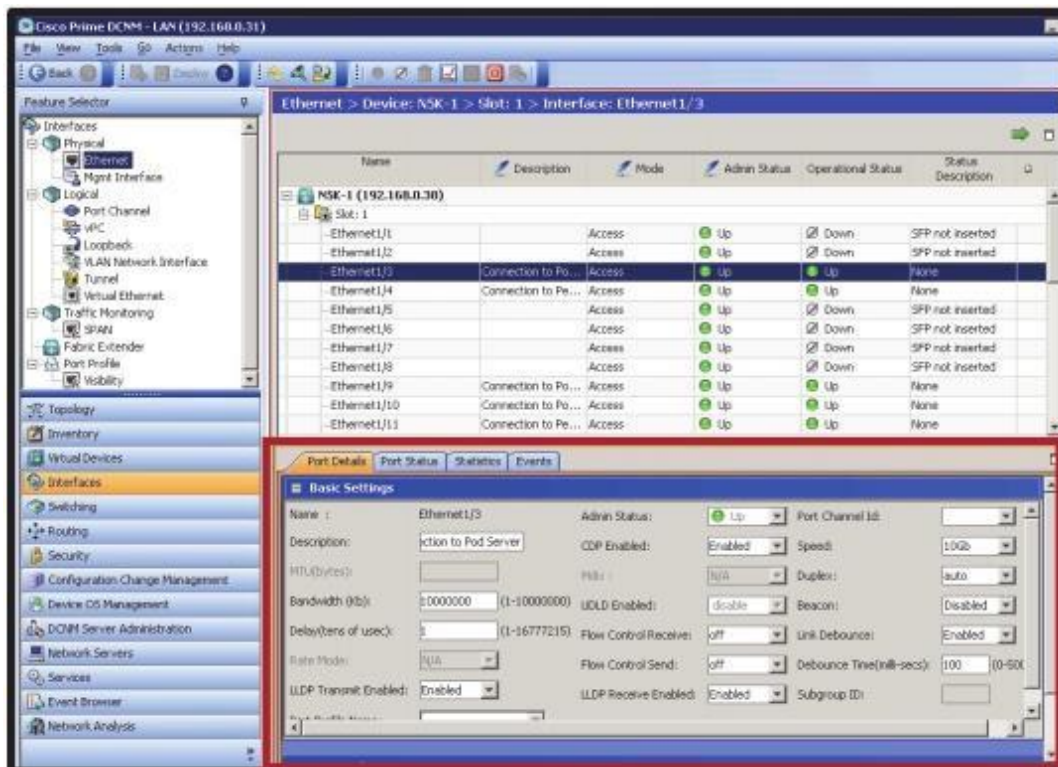 Cisco Prime DCNM - LAN (192.168.0.31)
File View Tools Go Actions Help
Back Deploy
Feature Selector
Interfaces
Physical
Ethernet
Mgmt Interface
Logical
Port Channel
vPC
Loopback
VLAN Network Interface
Tunnel
Virtual Ethernet
Traffic Monitoring
SPAN
Fabric Extender
Port Profile
Visibility
Topology
Inventory
Virtual Devices
Interfaces
Switching
Routing
Security
Configuration Change Management
Device OS Management
DCNM Server Administration
Network Servers
Services
Event Browser
Network Analysis
Ethernet > Device: N5K-1 > Slot: 1 > Interface: Ethernet1/3
Name Description Mode Admin Status Operational Status Status Description
N5K-1 (192.168.0.38)
Slot: 1
Ethernet1/1 Access Up Down SFP not inserted
Ethernet1/2 Access Up Down SFP not inserted
Ethernet1/3 Connection to Po... Access Up Up None
Ethernet1/4 Connection to Pe... Access Up Up None
Ethernet1/5 Access Up Down SFP not inserted
Ethernet1/6 Access Up Down SFP not inserted
Ethernet1/7 Access Up Down SFP not inserted
Ethernet1/8 Access Up Down SFP not inserted
Ethernet1/9 Connection to Po... Access Up Up None
Ethernet1/10 Connection to Po... Access Up Up None
Ethernet1/11 Connection to Pe... Access Up Up None
Port Details Port Status Statistics Events
Basic Settings
Name : Ethernet1/3 Admin Status: Up Port Channel Id:
Description: ction to Pod Server CDP Enabled: Enabled Speed: 10Gb
MTU(bytes): N/A Duplex: auto
Bandwidth (Kb): 10000000 (1-10000000) UDLD Enabled: disable Beacon: Disabled
Delay(tens of usec): 1 (1-16777215) Flow Control Receive: off Link Debounce: Enabled
Rate Mode: N/A Flow Control Send: off Debounce Time(milli-secs): 100 (0-500
LLDP Transmit Enabled: Enabled LLDP Receive Enabled: Enabled Subgroup ID: